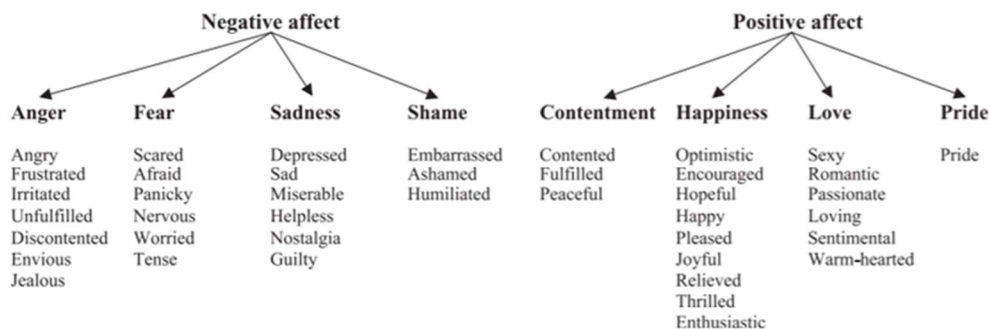 Negative affect
Positive affect
Anger
Fear
Sadness
Shame
Contentment
Happiness
Love
Pride
Angry
Frustrated
Irritated
Unfulfilled
Discontented
Envious
Jealous
Scared
Afraid
Panicky
Nervous
Worried
Tense
Depressed
Sad
Miserable
Helpless
Nostalgia
Guilty
Embarrassed
Ashamed
Humiliated
Contented
Fulfilled
Peaceful
Optimistic
Encouraged
Hopeful
Happy
Pleased
Joyful
Relieved
Thrilled
Enthusiastic
Sexy
Romantic
Passionate
Loving
Sentimental
Warm-hearted
Pride